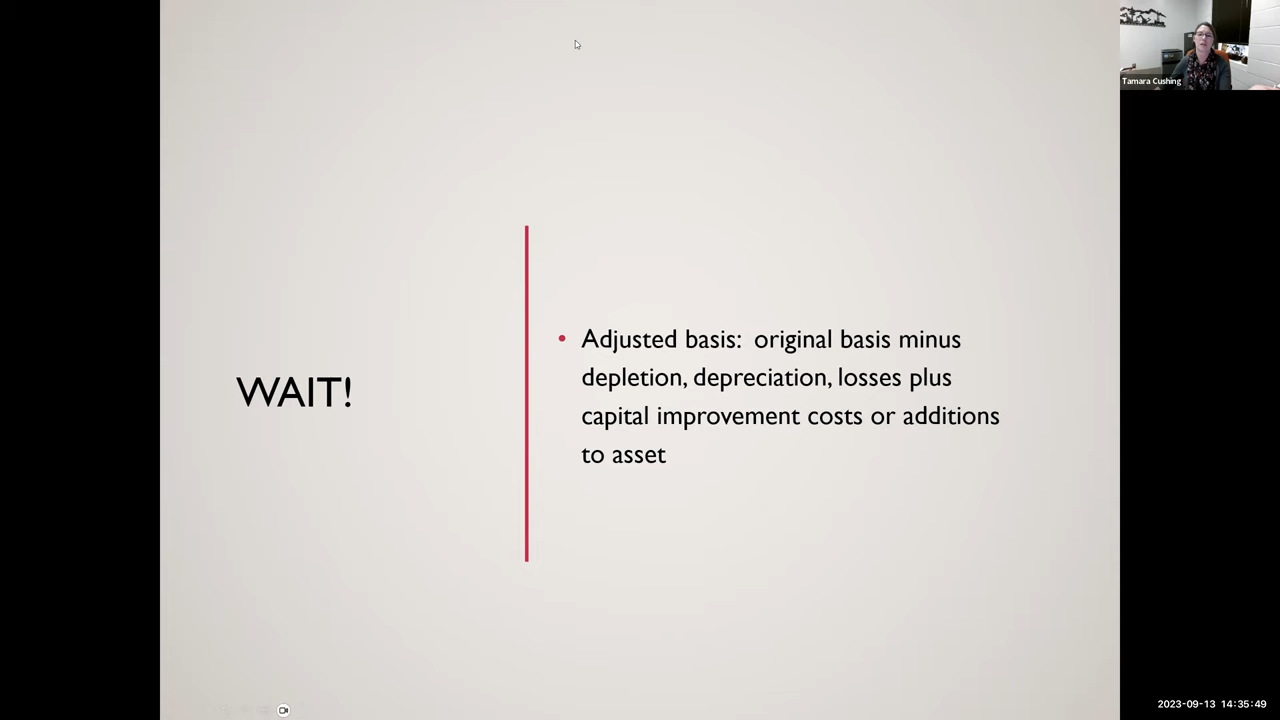 Tamara Cushing
WAIT!
• Adjusted basis:  original basis minus
depletion, depreciation, losses plus
capital improvement costs or additions
to asset
2023-09-13 14:35:49